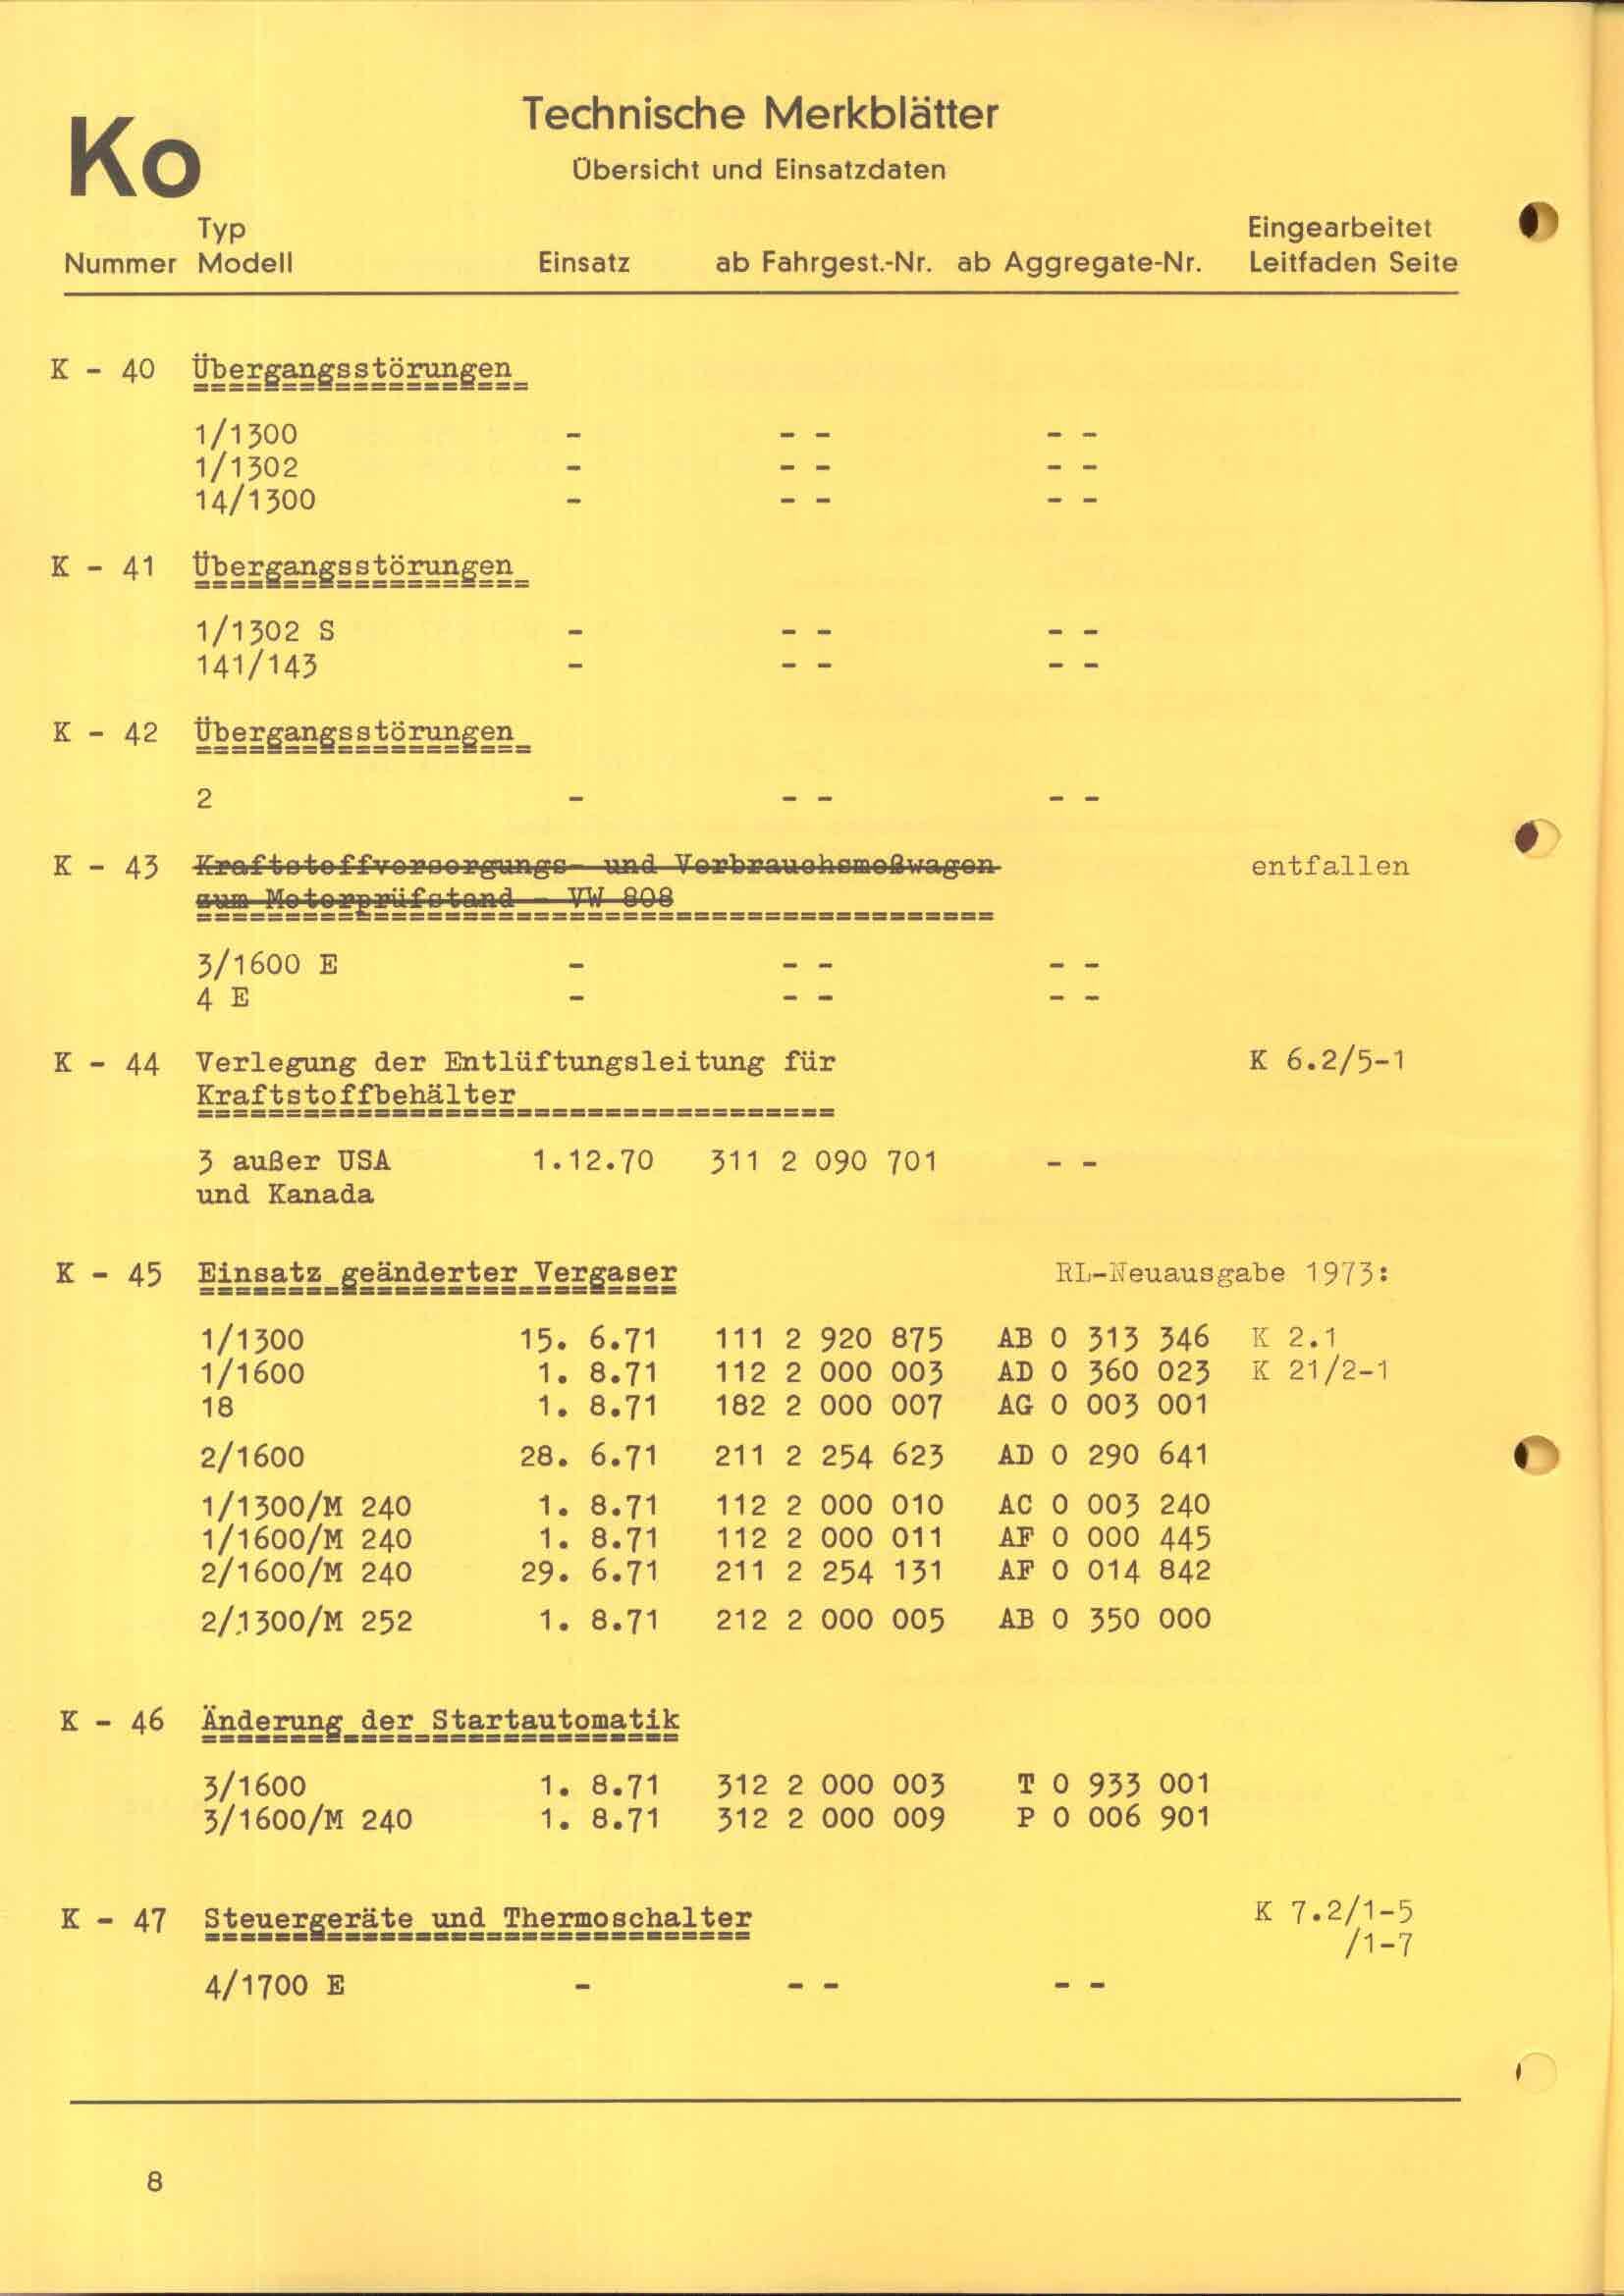 Ko
Technische Merkblätter
Übersicht und Einsatzdaten
Typ Eingearbeitet
Nummer Modell Einsatz ab Fahrgest.-Nr. ab Aggregate-Nr. Leitfaden Seite
K - 40 Übergangsstörungen
1/1300 - - - - -
1/1302 - - - - -
14/1300 - - - - -
K - 41 Übergangsstörungen
1/1302 S - - - - -
141/143 - - - - -
K - 42 Übergangsstörungen
2 - - - - -
K - 43 Kraftstoffversorgungs- und Verbrauchsmeßwagen entfallen
zum Motorprüfstand - VW 808
3/1600 E - - - - -
4 E - - - - -
K - 44 Verlegung der Entlüftungsleitung für K 6.2/5-1
Kraftstoffbehälter
3 außer USA 1.12.70 311 2 090 701 - -
und Kanada
K - 45 Einsatz geänderter Vergaser RL-Neuausgabe 1973:
1/1300 15. 6.71 111 2 920 875 AB 0 313 346 K 2.1
1/1600 1. 8.71 112 2 000 003 AD 0 360 023 K 21/2-1
18 1. 8.71 182 2 000 007 AG 0 003 001
2/1600 28. 6.71 211 2 254 623 AD 0 290 641
1/1300/M 240 1. 8.71 112 2 000 010 AC 0 003 240
1/1600/M 240 1. 8.71 112 2 000 011 AF 0 000 445
2/1600/M 240 29. 6.71 211 2 254 131 AF 0 014 842
2/1300/M 252 1. 8.71 212 2 000 005 AB 0 350 000
K - 46 Änderung der Startautomatik
3/1600 1. 8.71 312 2 000 003 T 0 933 001
3/1600/M 240 1. 8.71 312 2 000 009 P 0 006 901
K - 47 Steuergeräte und Thermoschalter K 7.2/1-5
/1-7
4/1700 E - - - - -
8